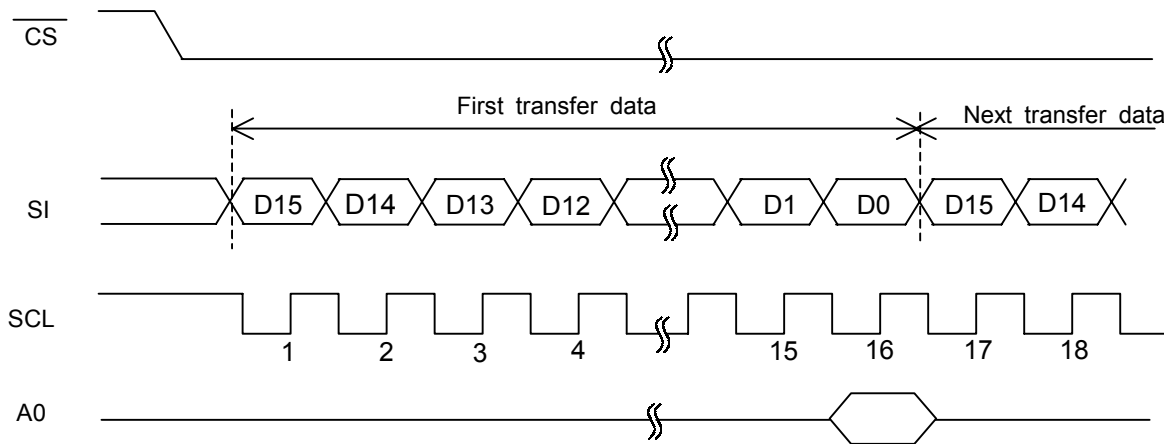 CS
First transfer data
Next transfer data
SI D15 D14 D13 D12 D1 D0 D15 D14
SCL
1 2 3 4 15 16 17 18
A0